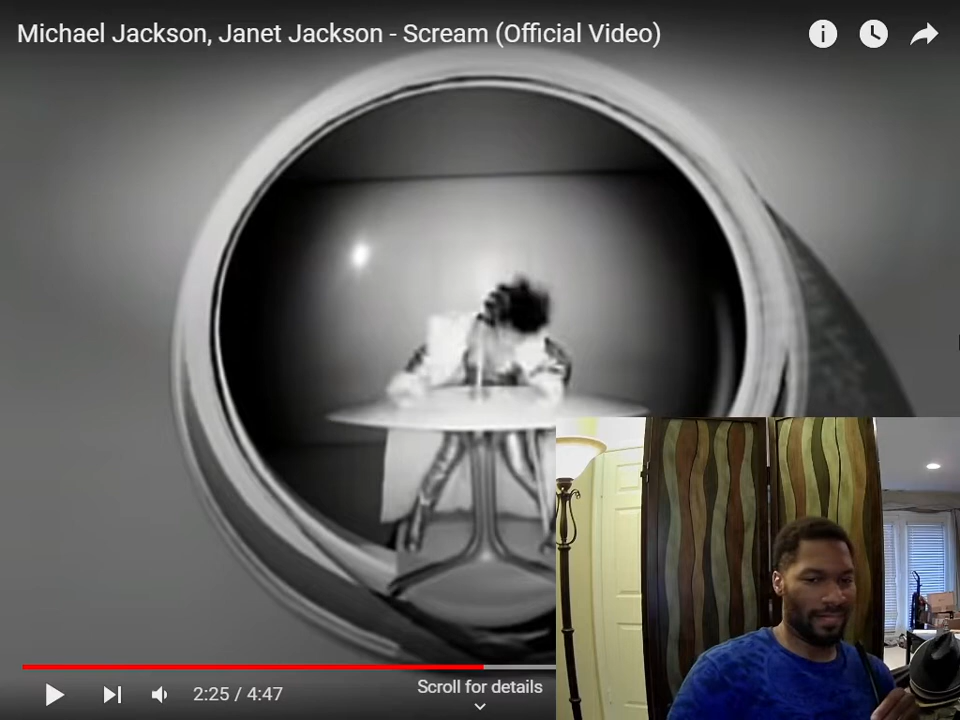 Michael Jackson, Janet Jackson - Scream (Official Video)
2:25 / 4:47
Scroll for details